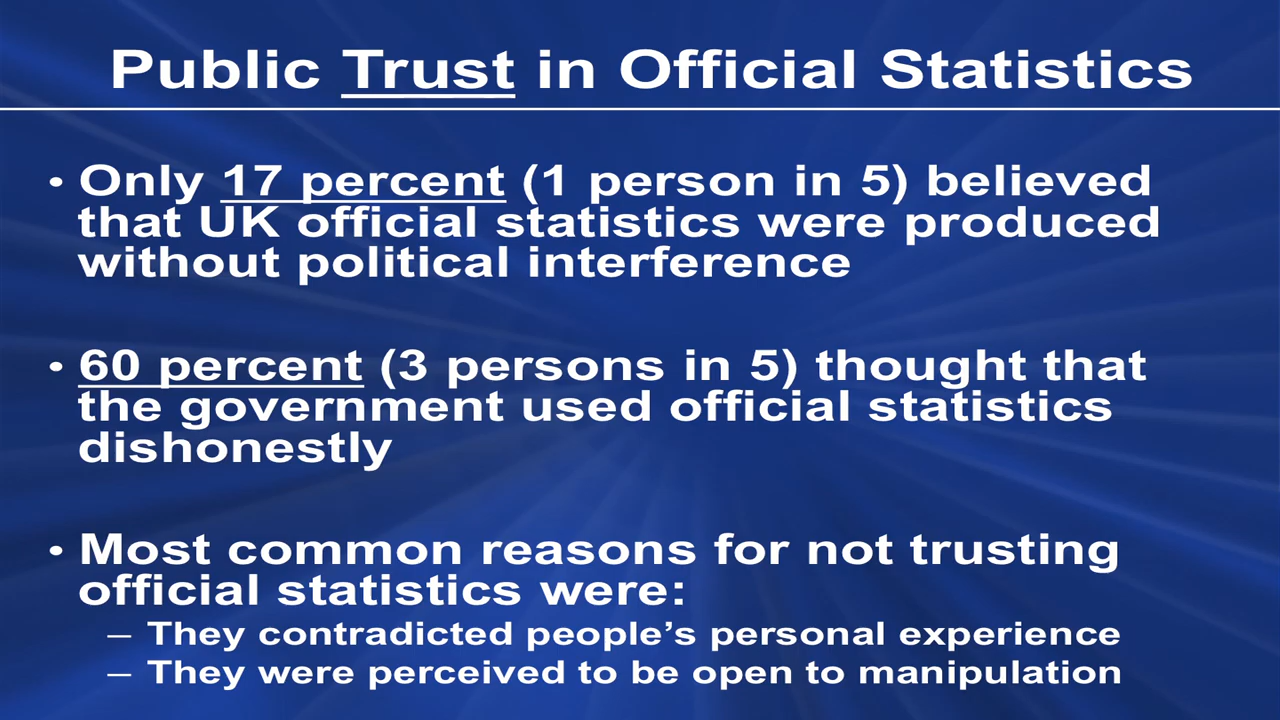 Public Trust in Official Statistics
• Only 17 percent (1 person in 5) believed
that UK official statistics were produced
without political interference
• 60 percent (3 persons in 5) thought that
the government used official statistics
dishonestly
• Most common reasons for not trusting
official statistics were:
– They contradicted people’s personal experience
– They were perceived to be open to manipulation